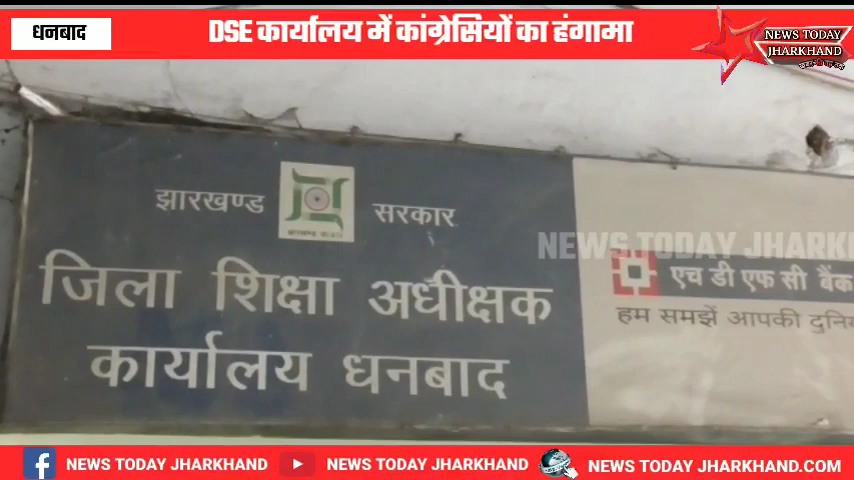 धनबाद
DSE कार्यालय में कांग्रेसियों का हंगामा
NEWS TODAY
JHARKHAND
झारखण्ड सरकार
जिला शिक्षा अधीक्षक
कार्यालय धनबाद
NEWS TODAY JHARKH
एच डी एफ सी बैंक
हम समझें आपकी
NEWS TODAY JHARKHAND
NEWS TODAY JHARKHAND
NEWS TODAY JHARKHAND.COM